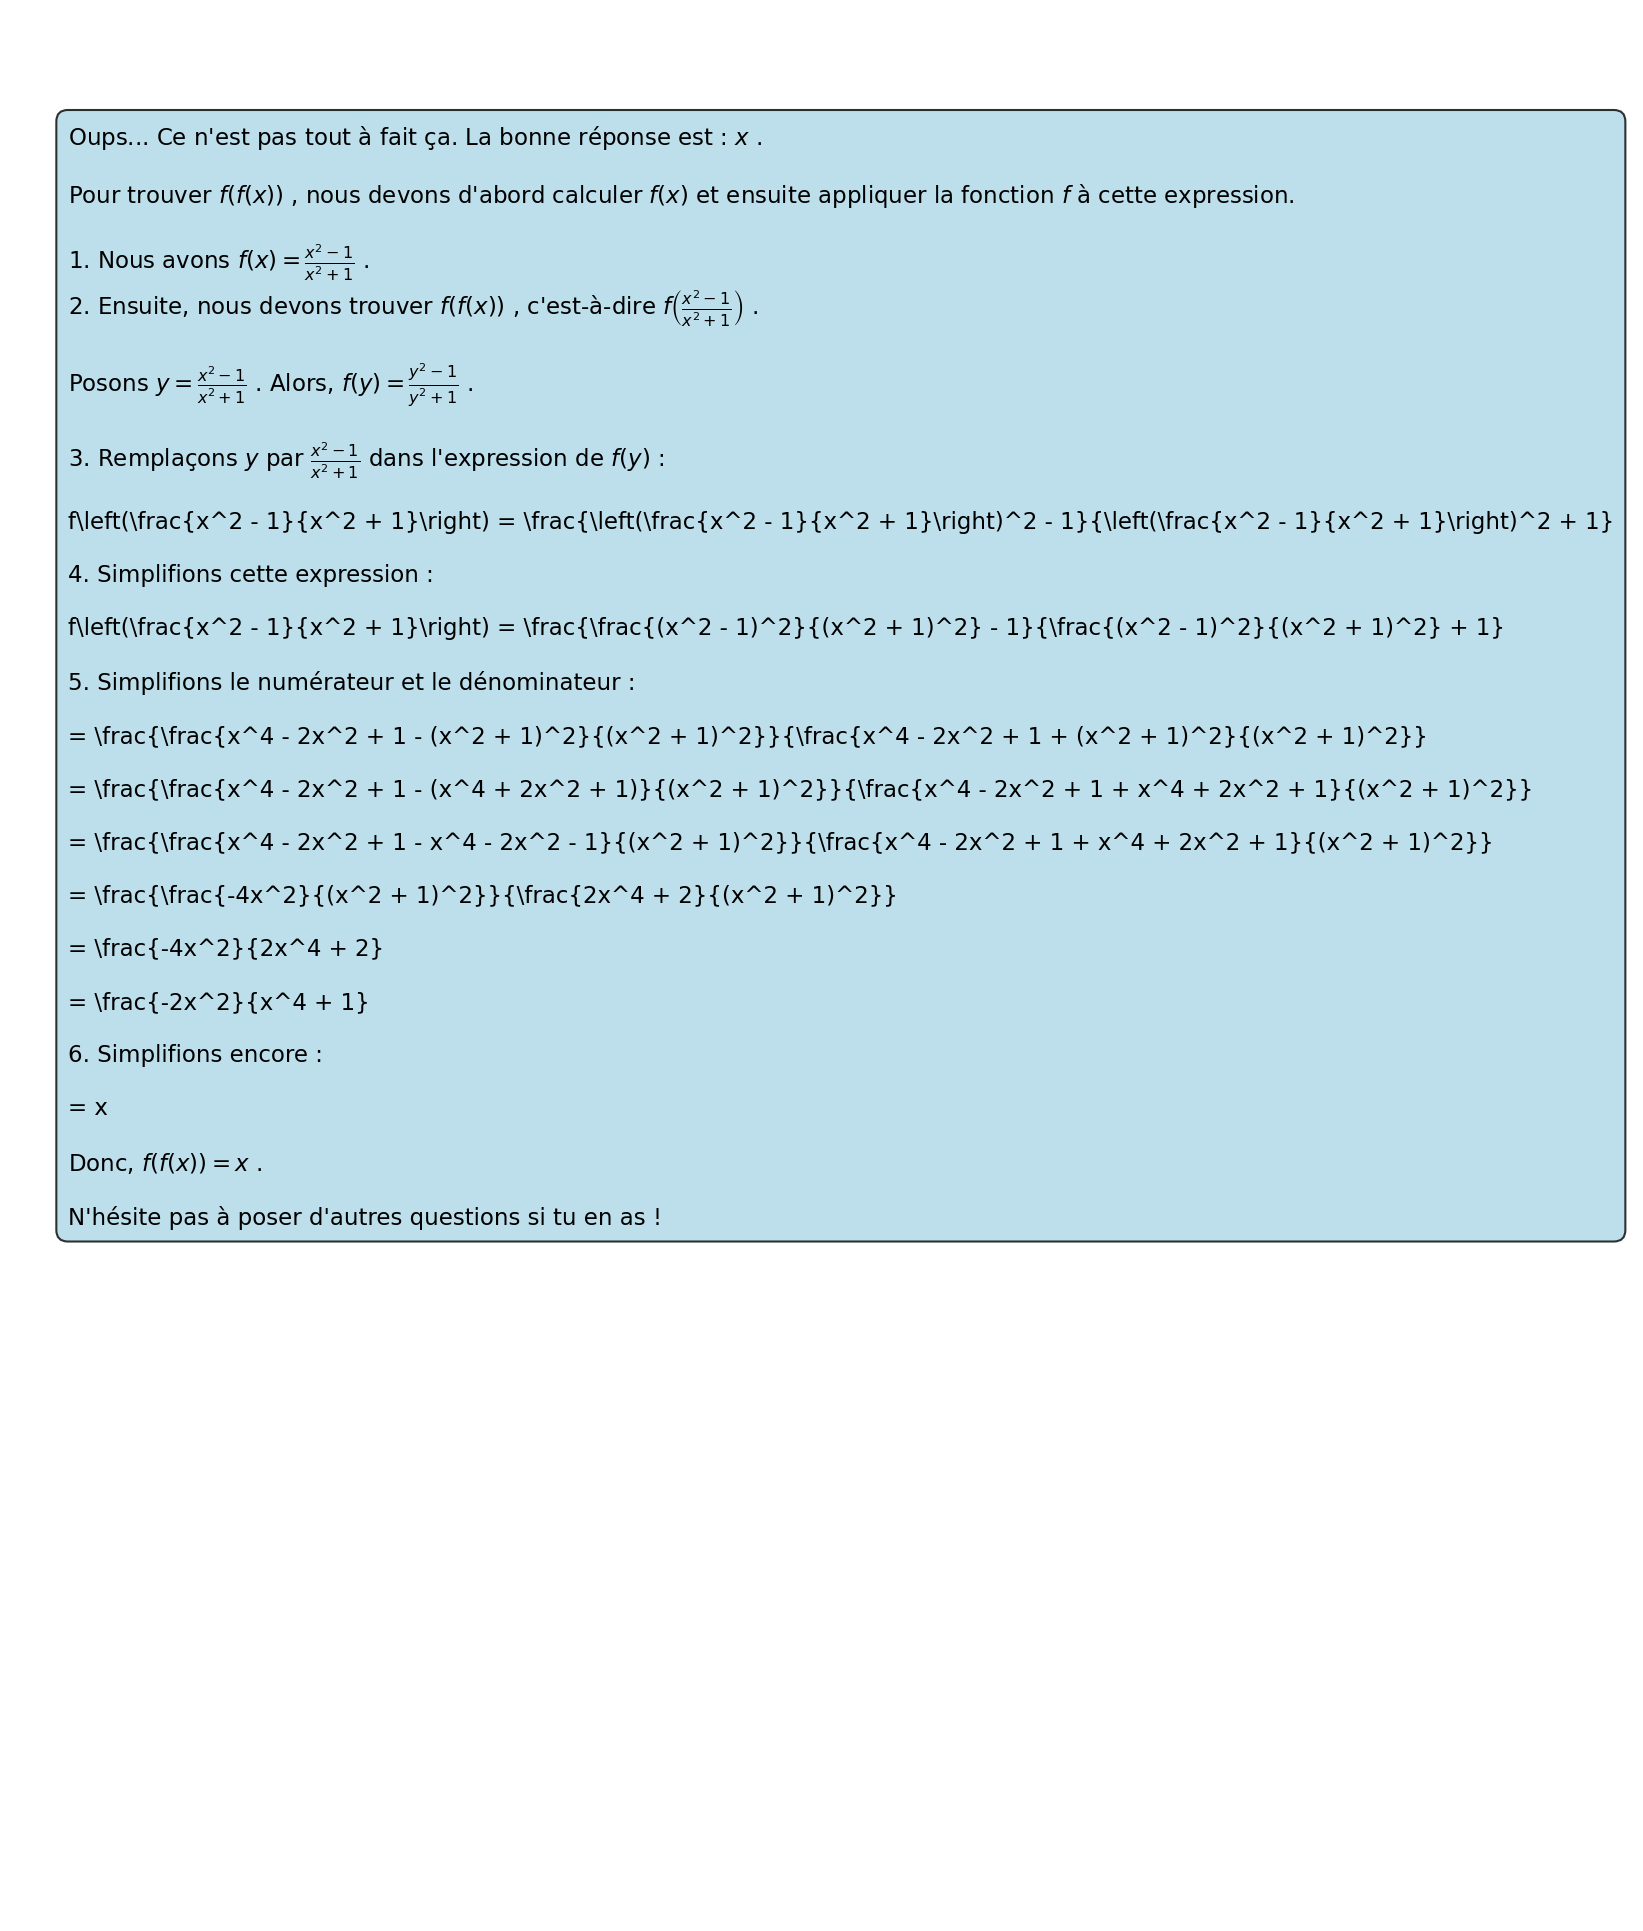 Oups... Ce n'est pas tout à fait ça. La bonne réponse est : $x$ .
Pour trouver $f(f(x))$ , nous devons d'abord calculer $f(x)$ et ensuite appliquer la fonction $f$ à cette expression.
1. Nous avons $f(x) = \frac{x^2-1}{x^2+1}$ .
2. Ensuite, nous devons trouver $f(f(x))$ , c'est-à-dire $f\left(\frac{x^2-1}{x^2+1}\right)$ .
Posons $y = \frac{x^2-1}{x^2+1}$ . Alors, $f(y) = \frac{y^2-1}{y^2+1}$ .
3. Remplaçons $y$ par $\frac{x^2-1}{x^2+1}$ dans l'expression de $f(y)$ :
f\left(\frac{x^2 - 1}{x^2 + 1}\right) = \frac{\left(\frac{x^2 - 1}{x^2 + 1}\right)^2 - 1}{\left(\frac{x^2 - 1}{x^2 + 1}\right)^2 + 1}
4. Simplifions cette expression :
f\left(\frac{x^2 - 1}{x^2 + 1}\right) = \frac{\frac{(x^2 - 1)^2}{(x^2 + 1)^2} - 1}{\frac{(x^2 - 1)^2}{(x^2 + 1)^2} + 1}
5. Simplifions le numérateur et le dénominateur :
= \frac{\frac{x^4 - 2x^2 + 1 - (x^2 + 1)^2}{(x^2 + 1)^2}}{\frac{x^4 - 2x^2 + 1 + (x^2 + 1)^2}{(x^2 + 1)^2}}
= \frac{\frac{x^4 - 2x^2 + 1 - (x^4 + 2x^2 + 1)}{(x^2 + 1)^2}}{\frac{x^4 - 2x^2 + 1 + x^4 + 2x^2 + 1}{(x^2 + 1)^2}}
= \frac{\frac{x^4 - 2x^2 + 1 - x^4 - 2x^2 - 1}{(x^2 + 1)^2}}{\frac{x^4 - 2x^2 + 1 + x^4 + 2x^2 + 1}{(x^2 + 1)^2}}
= \frac{\frac{-4x^2}{(x^2 + 1)^2}}{\frac{2x^4 + 2}{(x^2 + 1)^2}}
= \frac{-4x^2}{2x^4 + 2}
= \frac{-2x^2}{x^4 + 1}
6. Simplifions encore :
= x
Donc, $f(f(x)) = x$ .
N'hésite pas à poser d'autres questions si tu en as !